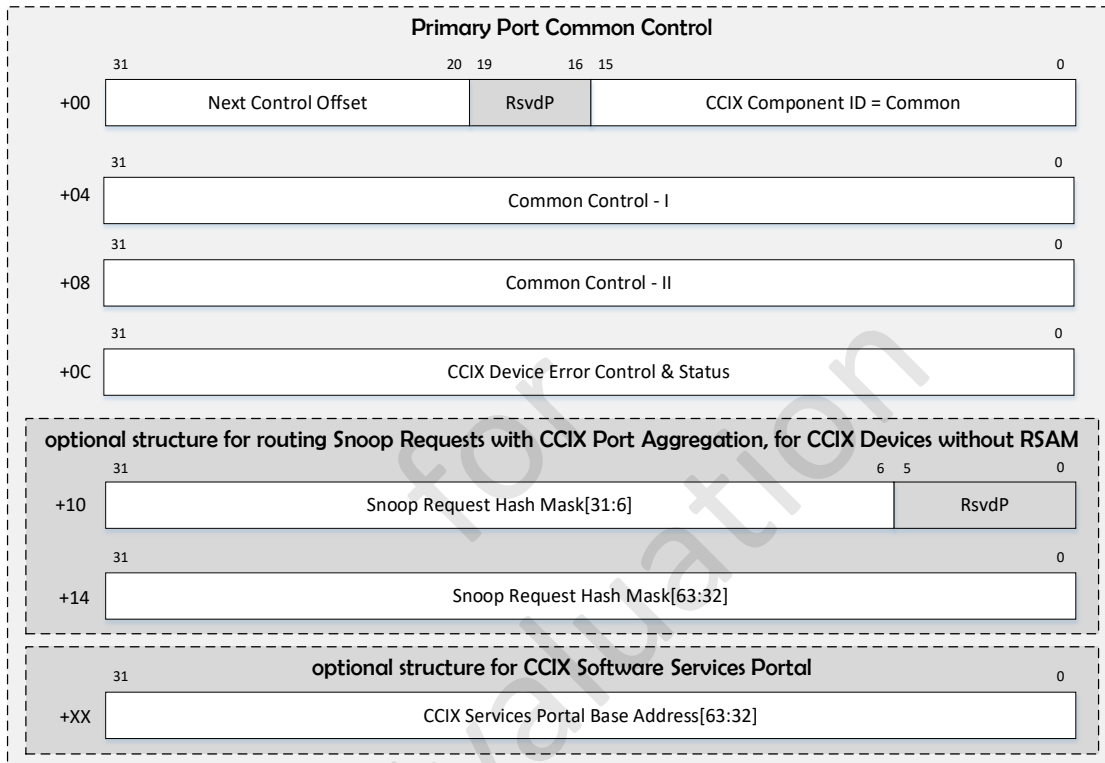 Primary Port Common Control
31 20 19 16 15 0
+00 Next Control Offset RsvdP CCIX Component ID = Common
31 0
+04 Common Control - I
31 0
+08 Common Control - II
31 0
+0C CCIX Device Error Control & Status
optional structure for routing Snoop Requests with CCIX Port Aggregation, for CCIX Devices without RSAM
31 6 5 0
+10 Snoop Request Hash Mask[31:6] RsvdP
31 0
+14 Snoop Request Hash Mask[63:32]
optional structure for CCIX Software Services Portal
31 0
+XX CCIX Services Portal Base Address[63:32]
for